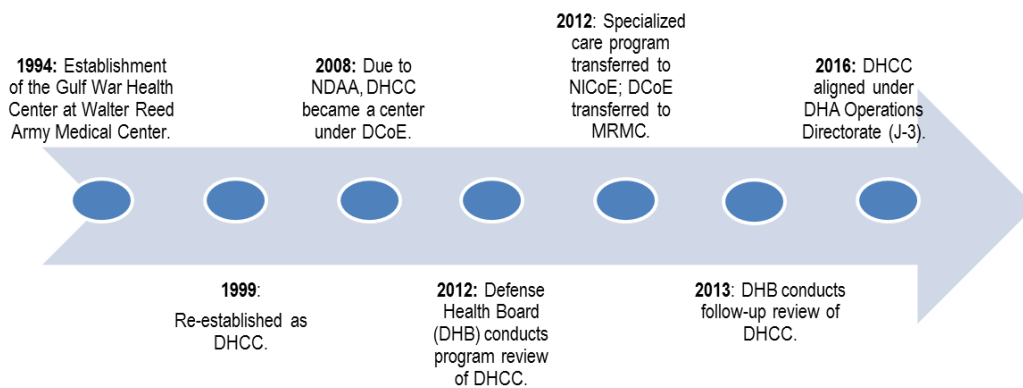 1994: Establishment
of the Gulf War Health
Center at Walter Reed
Army Medical Center.
1999:
Re-established as
DHCC.
2008: Due to
NDAA, DHCC
became a center
under DCoE.
2012: Defense
Health Board
(DHB) conducts
program review
of DHCC.
2012: Specialized
care program
transferred to
NICoE; DCoE
transferred to
MRMC.
2013: DHB conducts
follow-up review of
DHCC.
2016: DHCC
aligned under
DHA Operations
Directorate (J-3).